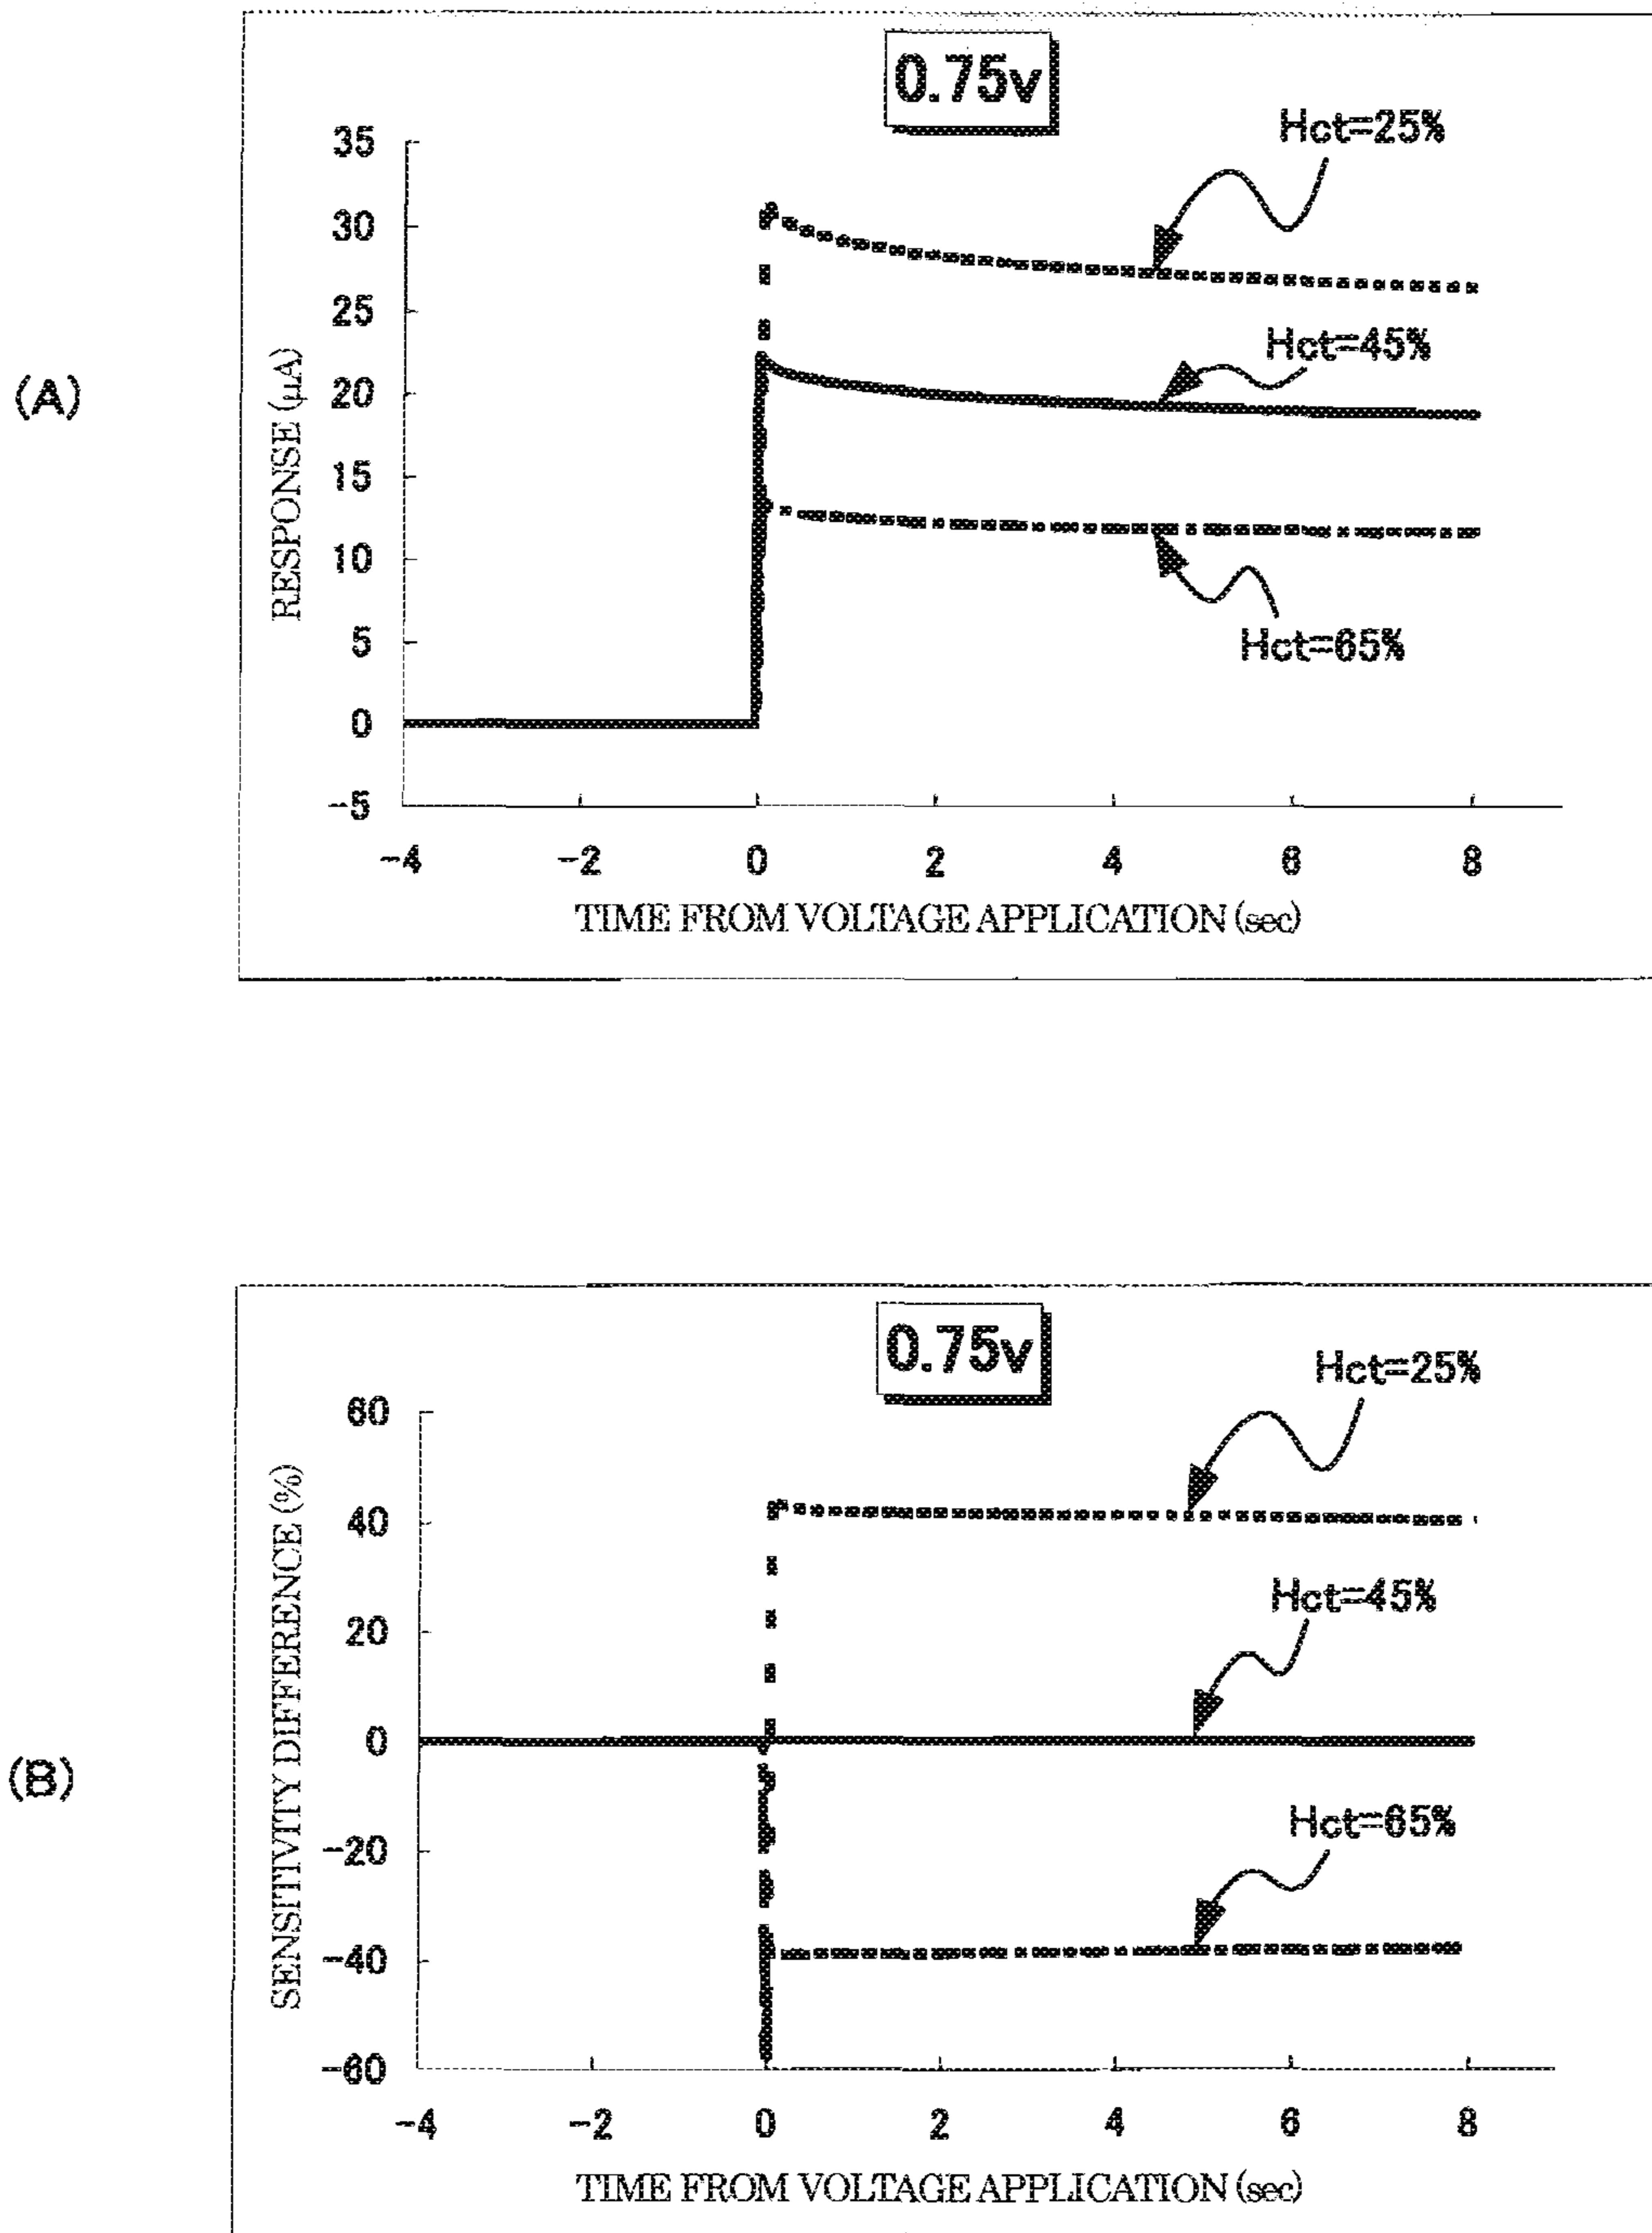 (A)
0.75v
Hct=25%
Hct=45%
Hct=65%
RESPONSE (μA)
35
30
25
20
15
10
5
0
-5
-4 -2 0 2 4 6 8
TIME FROM VOLTAGE APPLICATION (sec)
(B)
0.75v
Hct=25%
Hct=45%
Hct=65%
SENSITIVITY DIFFERENCE (%)
60
40
20
0
-20
-40
-60
-4 -2 0 2 4 6 8
TIME FROM VOLTAGE APPLICATION (sec)